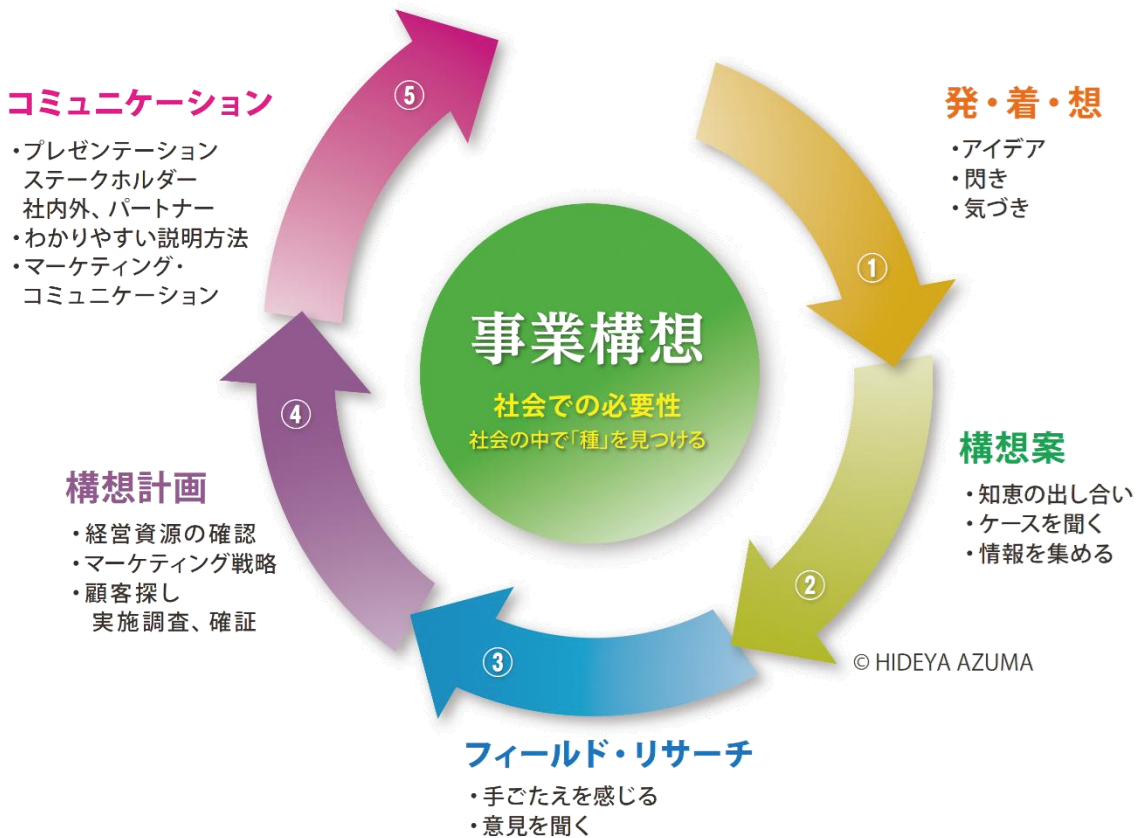 事業構想
社会での必要性
社会の中で「種」を見つける
①
発・着・想
・アイデア
・閃き
・気づき
②
構想案
・知恵の出し合い
・ケースを聞く
・情報を集める
© HIDEYA AZUMA
③
フィールド・リサーチ
・手ごたえを感じる
・意見を聞く
④
構想計画
・経営資源の確認
・マーケティング戦略
・顧客探し
実施調査、確証
⑤
コミュニケーション
・プレゼンテーション
ステークホルダー
社内外、パートナー
・わかりやすい説明方法
・マーケティング・
コミュニケーション